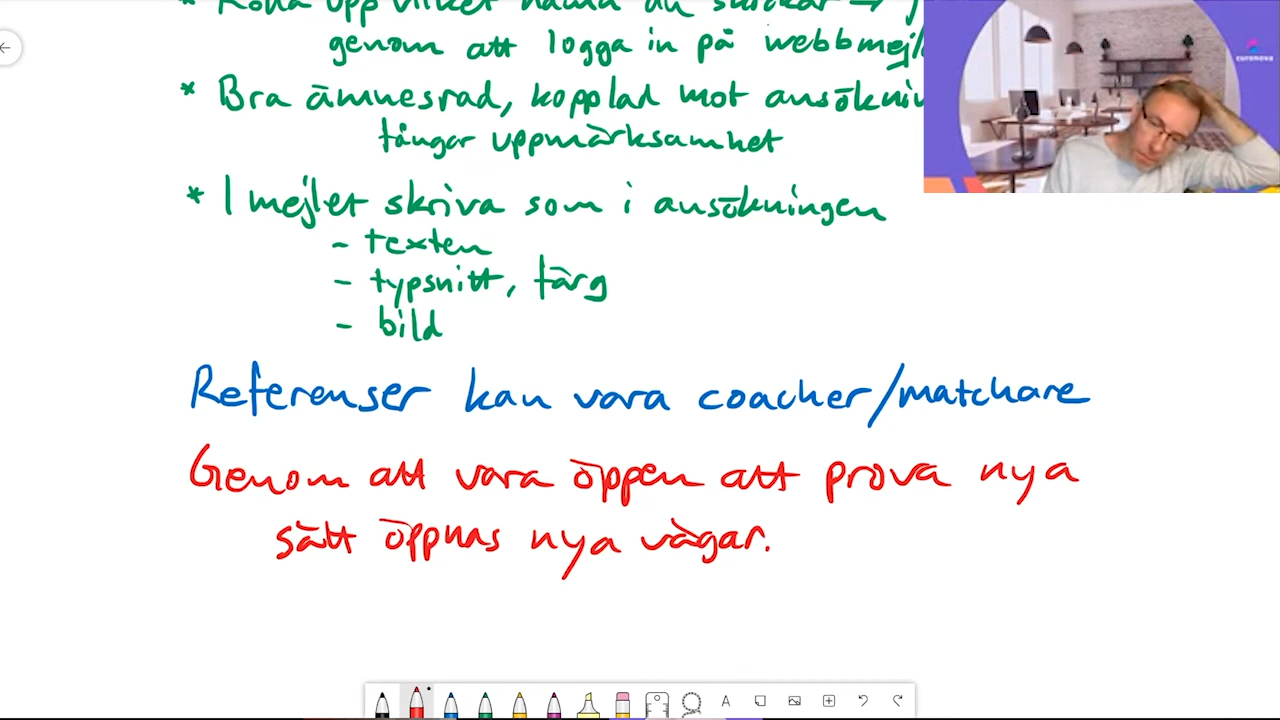 genom att logga in på webbmejl
* Bra ämnesrad, kopplad mot
fångar uppmärksamhet
* I mejlet skriva som i ansökningen
- texten
- typsnitt, färg
- bild
Referenser kan vara coacher/matchare
Genom att vara öppen att prova nya
sätt öppnas nya vägar.
curonova